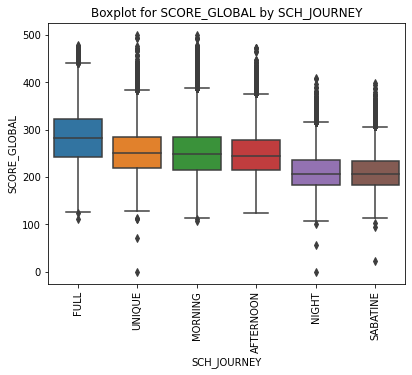 Boxplot for SCORE_GLOBAL by SCH_JOURNEY
500
400
300
200
100
0
SCORE_GLOBAL
FULL
UNIQUE
MORNING
AFTERNOON
NIGHT
SABATINE
SCH_JOURNEY